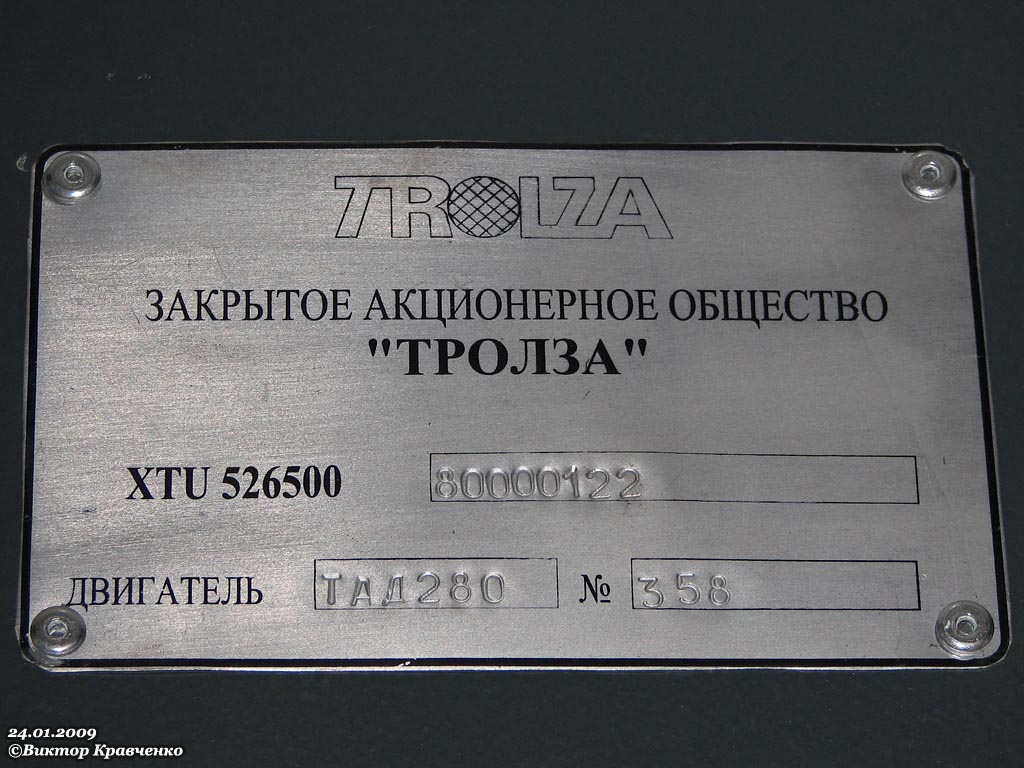 TROLZA
ЗАКРЫТОЕ АКЦИОНЕРНОЕ ОБЩЕСТВО
"ТРОЛЗА"
XTU 526500 80000122
ДВИГАТЕЛЬ ТАД280 № 358
24.01.2009
©Виктор Кравченко